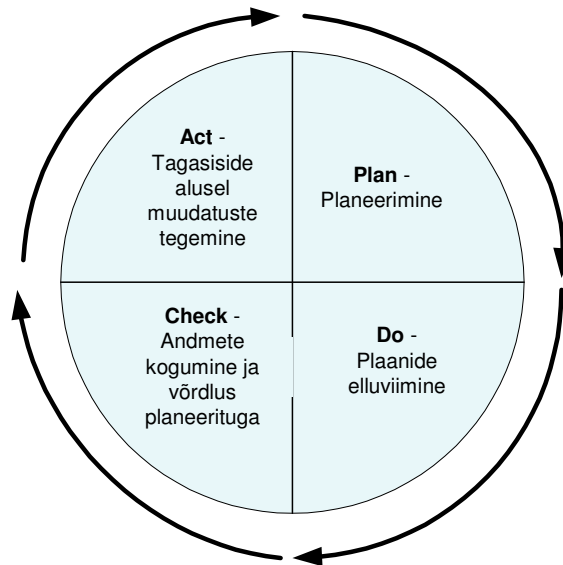 Act -
Tagasiside
alusel
muudatuste
tegemine
Plan -
Planeerimine
Check -
Andmete
kogumine ja
võrdlus
planeerituga
Do -
Plaanide
elluviimine